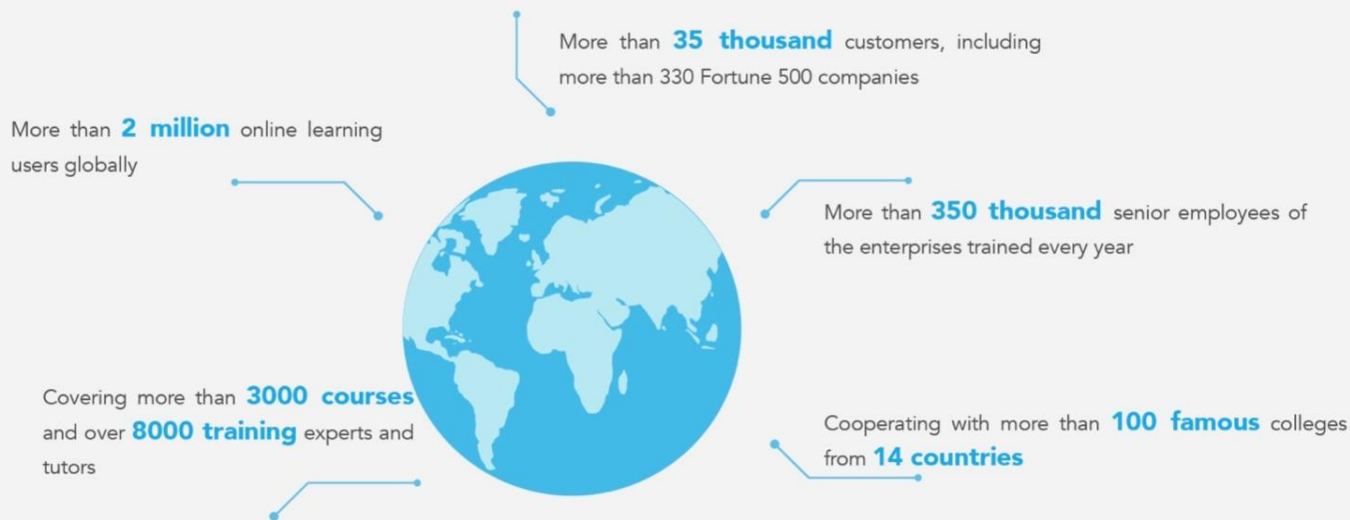 More than 35 thousand customers, including
more than 330 Fortune 500 companies
More than 2 million online learning
users globally
More than 350 thousand senior employees of
the enterprises trained every year
Covering more than 3000 courses
and over 8000 training experts and
tutors
Cooperating with more than 100 famous colleges
from 14 countries